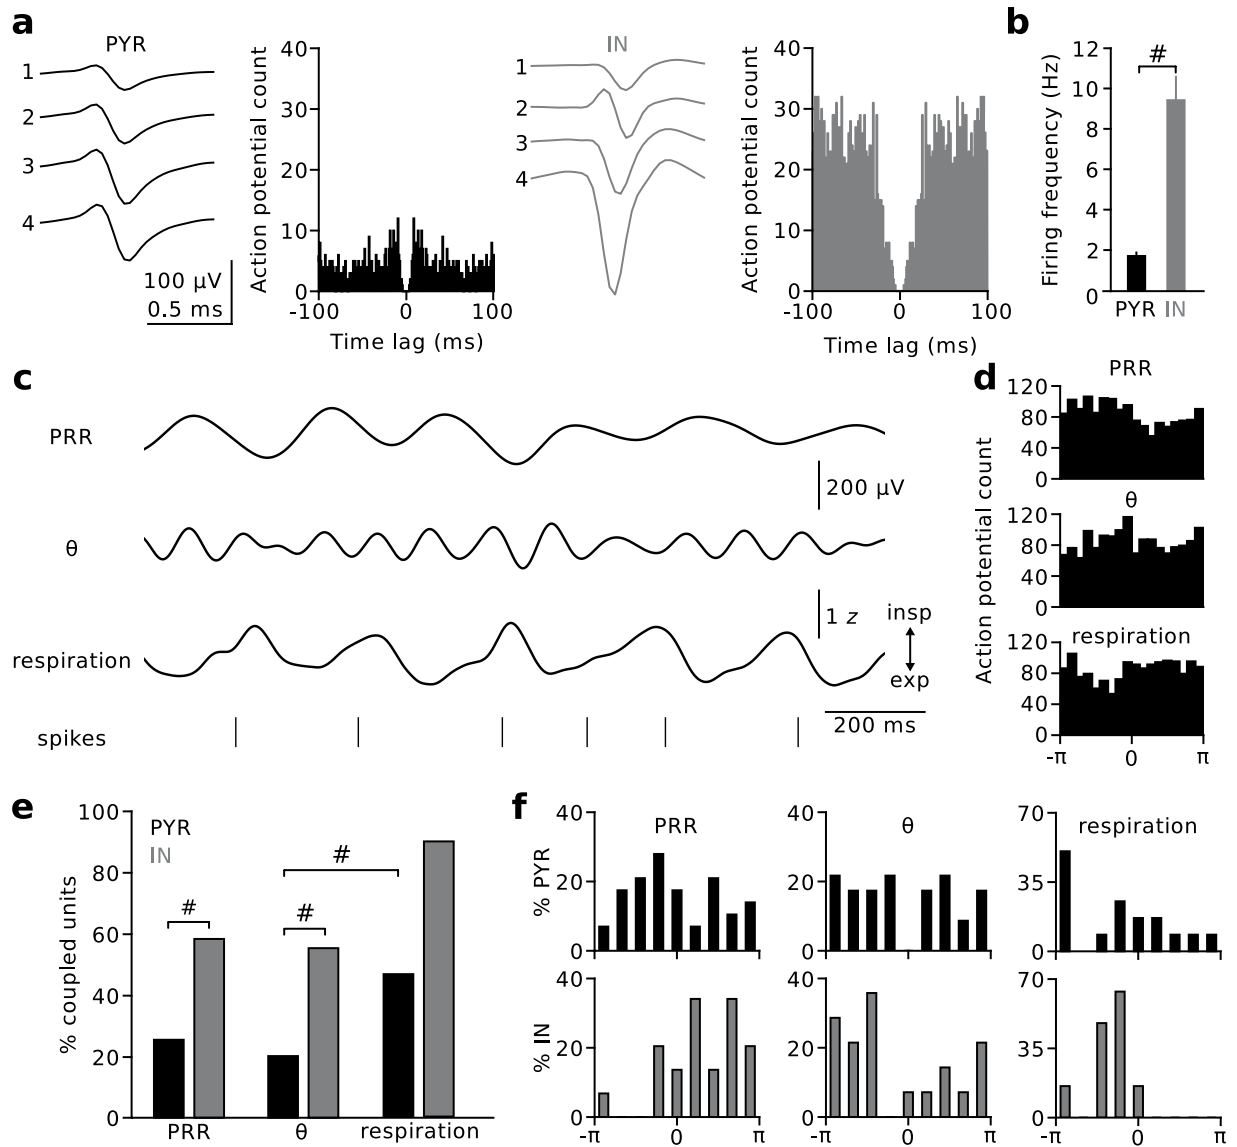 a
PYR
1
2
3
4
100 µV
0.5 ms
Action potential count
40
30
20
10
0
-100
0
100
Time lag (ms)
IN
1
2
3
4
Action potential count
40
30
20
10
0
-100
0
100
Time lag (ms)
b
Firing frequency (Hz)
12
10
8
6
4
2
0
#
PYR
IN
c
PRR
200 µV
θ
1 z
insp
exp
respiration
200 ms
spikes
d
Action potential count
PRR
120
80
40
0
θ
120
80
40
0
respiration
120
80
40
0
-π
0
π
e
% coupled units
100
80
60
40
20
0
PYR
IN
#
#
#
PRR
θ
respiration
f
% PYR
40
20
0
PRR
40
20
0
θ
70
35
0
respiration
% IN
40
20
0
-π
0
π
40
20
0
-π
0
π
70
35
0
-π
0
π